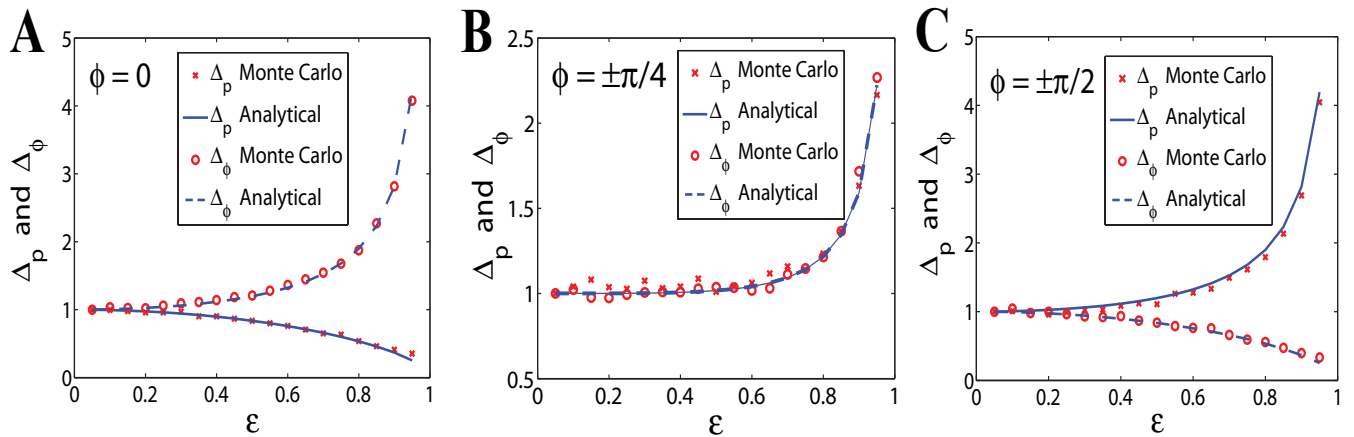 A
5
4
3
2
1
0
0 0.2 0.4 0.6 0.8 1
ε
Δp and Δϕ
ϕ = 0
Δp Monte Carlo
Δp Analytical
Δϕ Monte Carlo
Δϕ Analytical
B
2.5
2
1.5
1
0.5
0 0.2 0.4 0.6 0.8 1
ε
Δp and Δϕ
ϕ = ±π/4
Δp Monte Carlo
Δp Analytical
Δϕ Monte Carlo
Δϕ Analytical
C
5
4
3
2
1
0
0 0.2 0.4 0.6 0.8 1
ε
Δp and Δϕ
ϕ = ±π/2
Δp Monte Carlo
Δp Analytical
Δϕ Monte Carlo
Δϕ Analytical